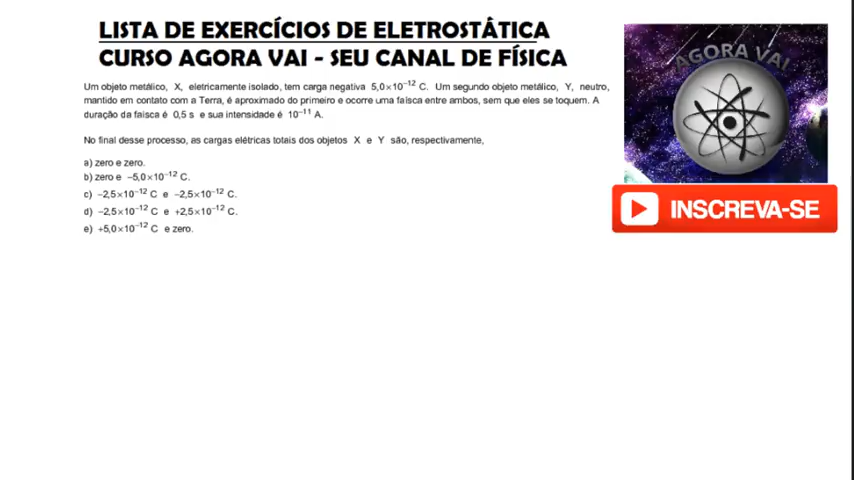 LISTA DE EXERCÍCIOS DE ELETROSTÁTICA
CURSO AGORA VAI - SEU CANAL DE FÍSICA
AGORA VAI
Um objeto metálico, X, eletricamente isolado, tem carga negativa 5,0×10⁻¹² C. Um segundo objeto metálico, Y, neutro,
mantido em contato com a Terra, é aproximado do primeiro e ocorre uma faísca entre ambos, sem que eles se toquem. A
duração da faísca é 0,5 s e sua intensidade é 10⁻¹¹ A.
No final desse processo, as cargas elétricas totais dos objetos X e Y são, respectivamente,
a) zero e zero.
b) zero e −5,0×10⁻¹² C.
c) −2,5×10⁻¹² C e −2,5×10⁻¹² C.
d) −2,5×10⁻¹² C e +2,5×10⁻¹² C.
e) +5,0×10⁻¹² C e zero.
INSCREVA-SE